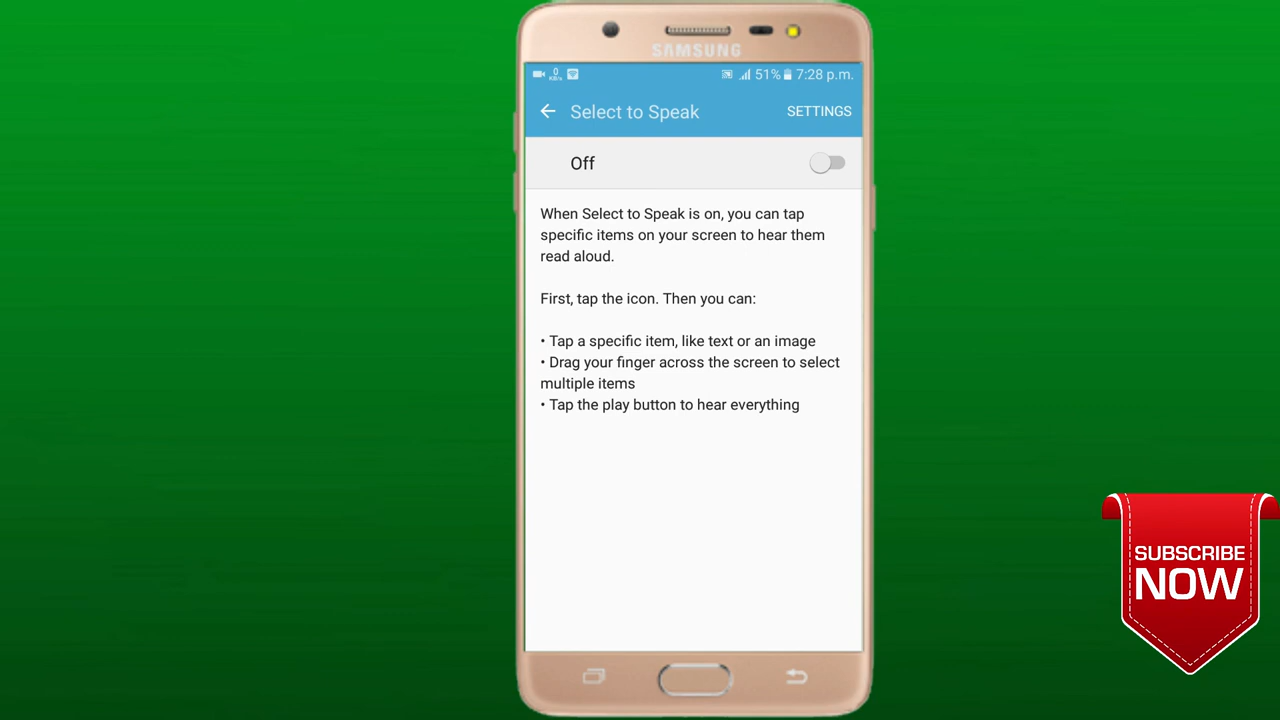 SAMSUNG
0
KB/s
51% 7:28 p.m.
Select to Speak
SETTINGS
Off
When Select to Speak is on, you can tap
specific items on your screen to hear them
read aloud.
First, tap the icon. Then you can:
• Tap a specific item, like text or an image
• Drag your finger across the screen to select
multiple items
• Tap the play button to hear everything
SUBSCRIBE
NOW